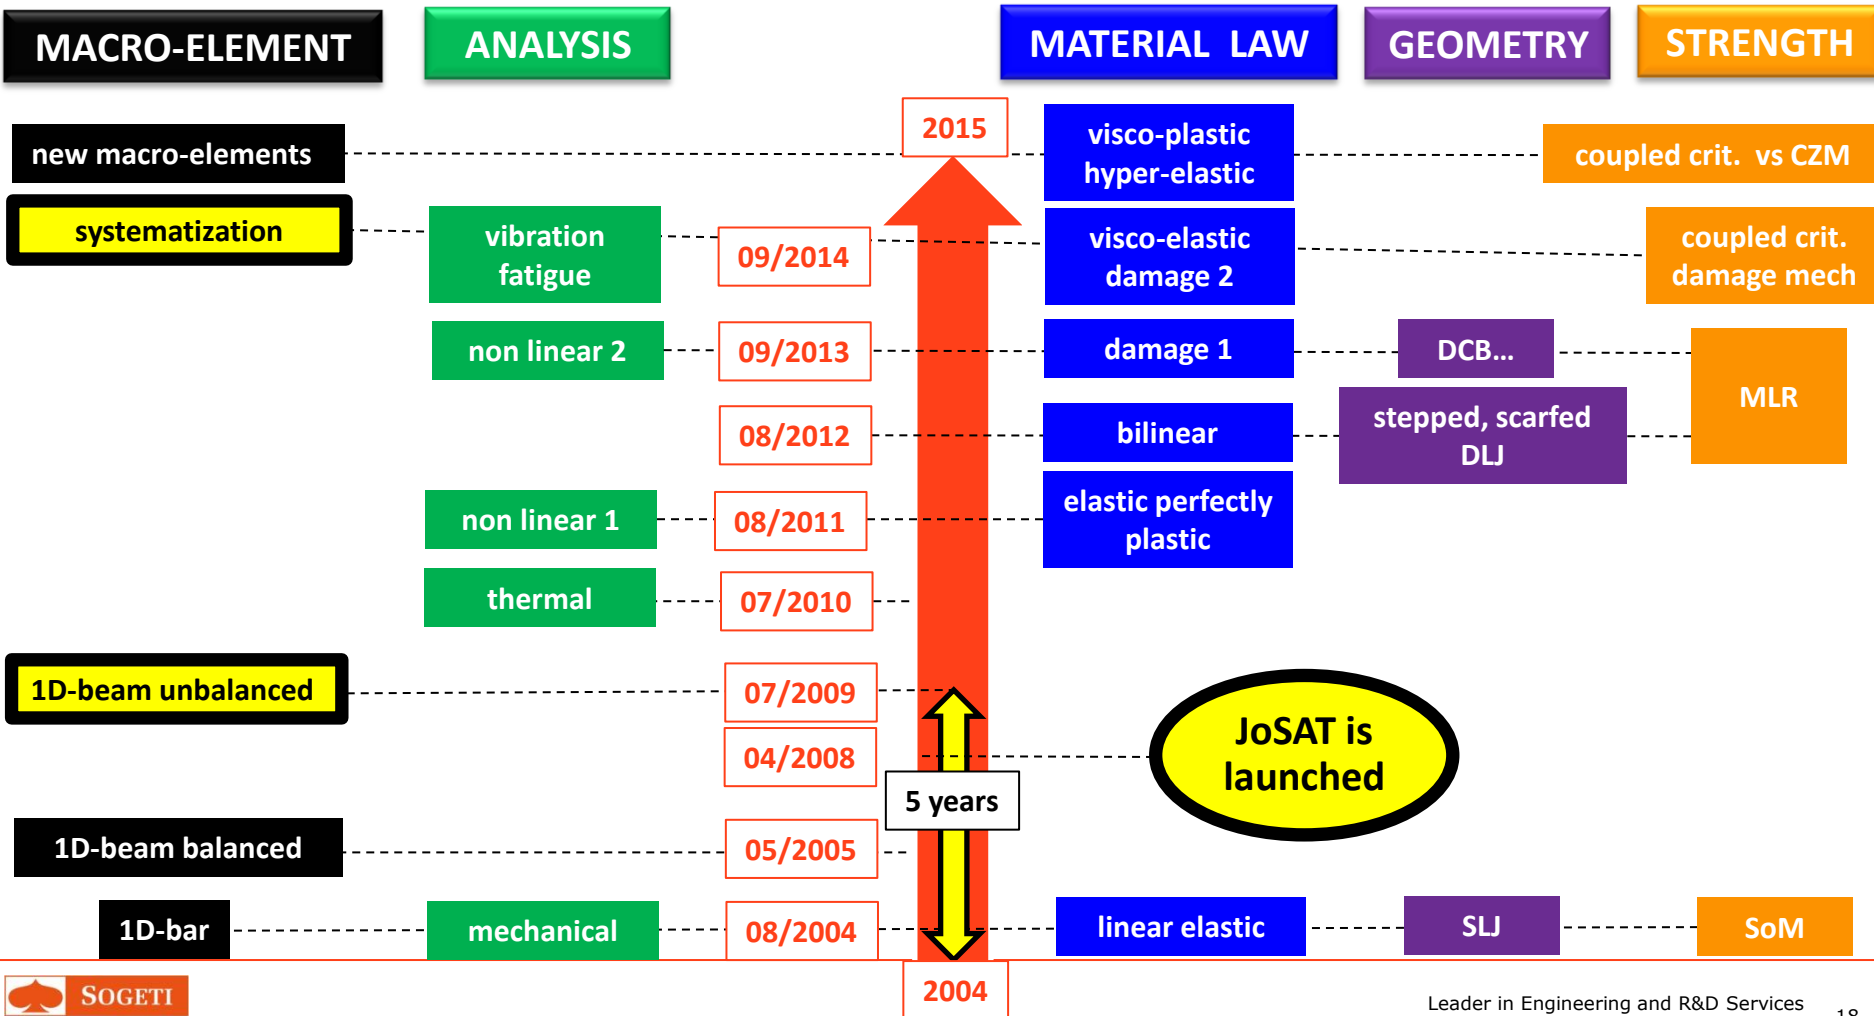 MACRO-ELEMENT
ANALYSIS
MATERIAL LAW
GEOMETRY
STRENGTH
2015
new macro-elements
visco-plastic
hyper-elastic
coupled crit. vs CZM
systematization
vibration
fatigue
09/2014
visco-elastic
damage 2
coupled crit.
damage mech
non linear 2
09/2013
damage 1
DCB...
MLR
08/2012
bilinear
stepped, scarfed
DLJ
non linear 1
08/2011
elastic perfectly
plastic
thermal
07/2010
1D-beam unbalanced
07/2009
04/2008
JoSAT is
launched
5 years
1D-beam balanced
05/2005
1D-bar
mechanical
08/2004
linear elastic
SLJ
SoM
2004
SOGETI
Leader in Engineering and R&D Services
18